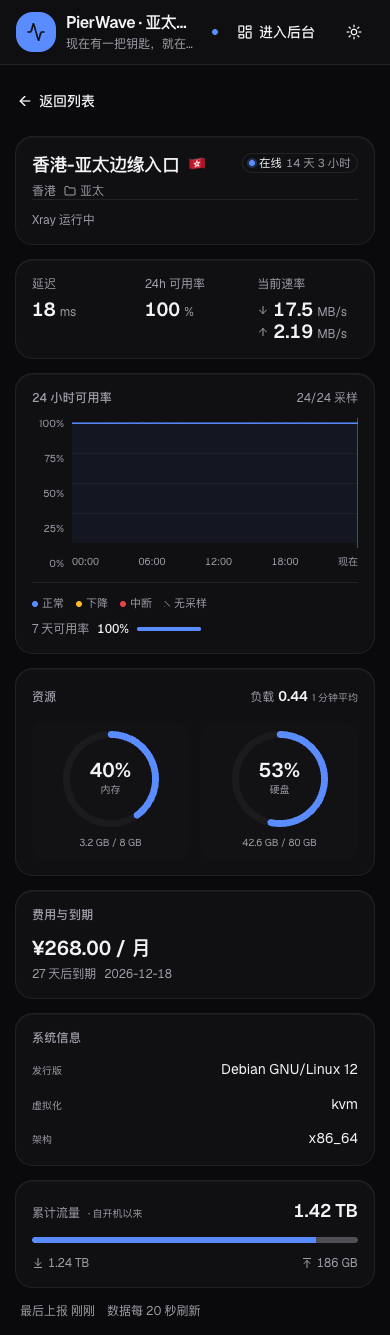 PierWave · 亚太...
现在有一把钥匙，就在...
进入后台
返回列表
香港-亚太边缘入口
在线 14 天 3 小时
香港 亚太
Xray 运行中
延迟 24h 可用率 当前速率
18 ms 100 % ↓ 17.5 MB/s
↑ 2.19 MB/s
24 小时可用率 24/24 采样
100%
75%
50%
25%
0%
00:00 06:00 12:00 18:00 现在
正常 下降 中断 无采样
7 天可用率 100%
资源 负载 0.44 1 分钟平均
40% 53%
内存 硬盘
3.2 GB / 8 GB 42.6 GB / 80 GB
费用与到期
¥268.00 / 月
27 天后到期 2026-12-18
系统信息
发行版 Debian GNU/Linux 12
虚拟化 kvm
架构 x86_64
累计流量 · 自开机以来 1.42 TB
1.24 TB 186 GB
最后上报 刚刚 数据每 20 秒刷新